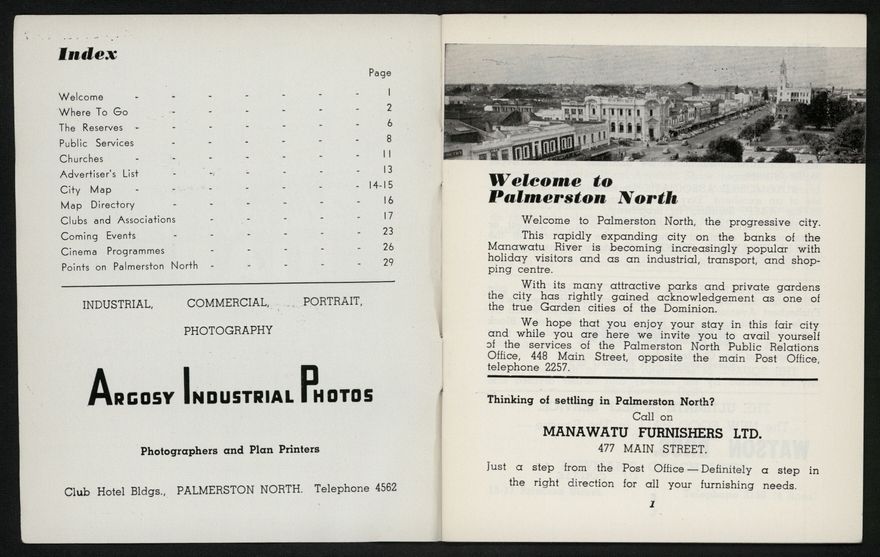 Index
Page
Welcome - - - - - - - 1
Where To Go - - - - - - 2
The Reserves - - - - - - - 6
Public Services - - - - - - 8
Churches - - - - - - 11
Advertiser's List - - - - - - 13
City Map - - - - - - - 14-15
Map Directory - - - - - - 16
Clubs and Associations - - - - - 17
Coming Events - - - - - - 23
Cinema Programmes - - - - - 26
Points on Palmerston North - - - - - 29
INDUSTRIAL, COMMERCIAL, PORTRAIT,
PHOTOGRAPHY
ARGOSY INDUSTRIAL PHOTOS
Photographers and Plan Printers
Club Hotel Bldgs., PALMERSTON NORTH. Telephone 4562
Welcome to
Palmerston North
Welcome to Palmerston North, the progressive city.
This rapidly expanding city on the banks of the
Manawatu River is becoming increasingly popular with
holiday visitors and as an industrial, transport, and shop-
ping centre.
With its many attractive parks and private gardens
the city has rightly gained acknowledgement as one of
the true Garden cities of the Dominion.
We hope that you enjoy your stay in this fair city
and while you are here we invite you to avail yourself
of the services of the Palmerston North Public Relations
Office, 448 Main Street, opposite the main Post Office,
telephone 2257.
Thinking of settling in Palmerston North?
Call on
MANAWATU FURNISHERS LTD.
477 MAIN STREET.
Just a step from the Post Office — Definitely a step in
the right direction for all your furnishing needs.
1